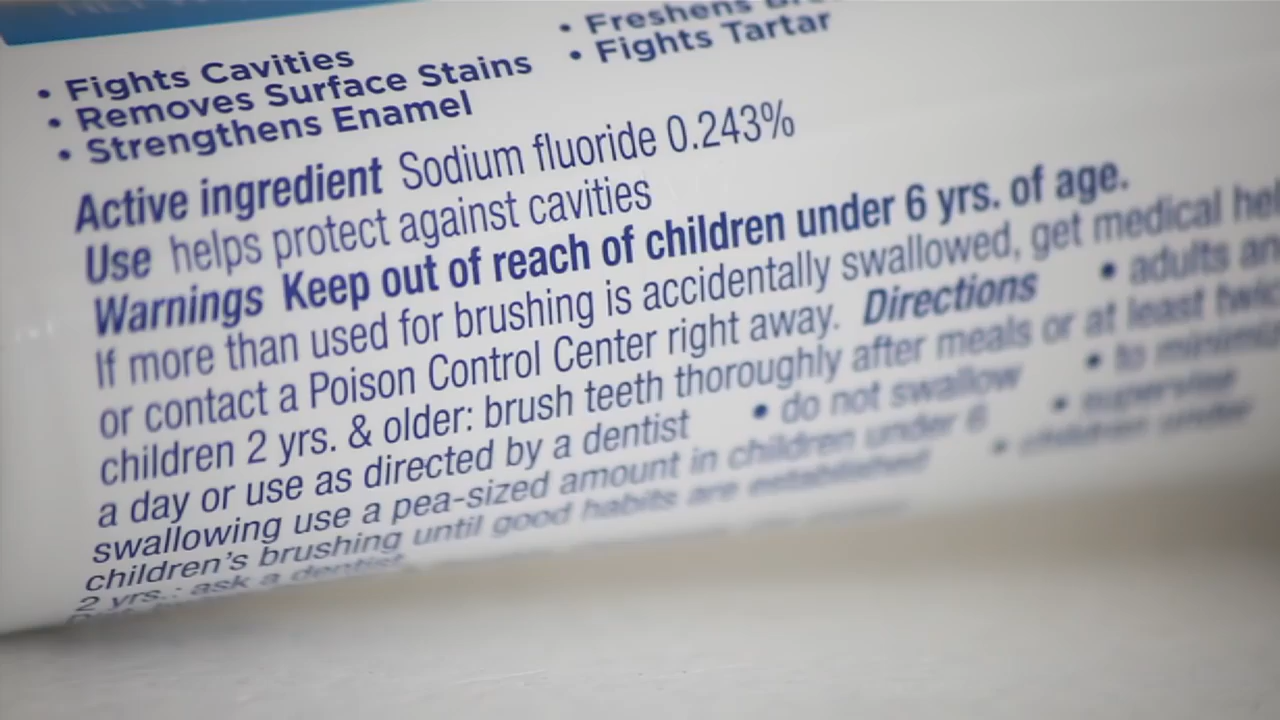 • Fights Cavities
• Freshens
• Removes Surface Stains
• Fights Tartar
• Strengthens Enamel
Active ingredient Sodium fluoride 0.243%
Use helps protect against cavities
Warnings Keep out of reach of children under 6 yrs. of age.
If more than used for brushing is accidentally swallowed, get medical
or contact a Poison Control Center right away. Directions • adults
children 2 yrs. & older: brush teeth thoroughly after meals or at least
a day or use as directed by a dentist • do not swallow • to
swallowing use a pea-sized amount in children under 6 • supervise
children's brushing until good habits are established • children under
2 yrs.: ask a dentist